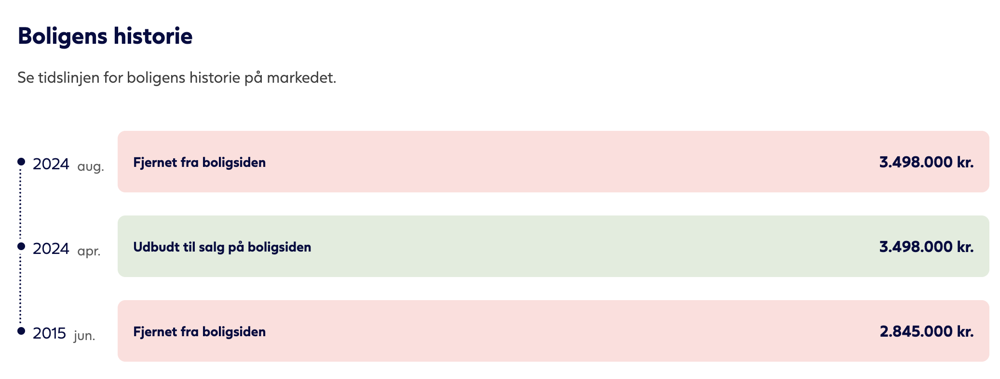 Boligens historie
Se tidslinjen for boligens historie på markedet.
2024 aug. Fjernet fra boligsiden 3.498.000 kr.
2024 apr. Udbudt til salg på boligsiden 3.498.000 kr.
2015 jun. Fjernet fra boligsiden 2.845.000 kr.